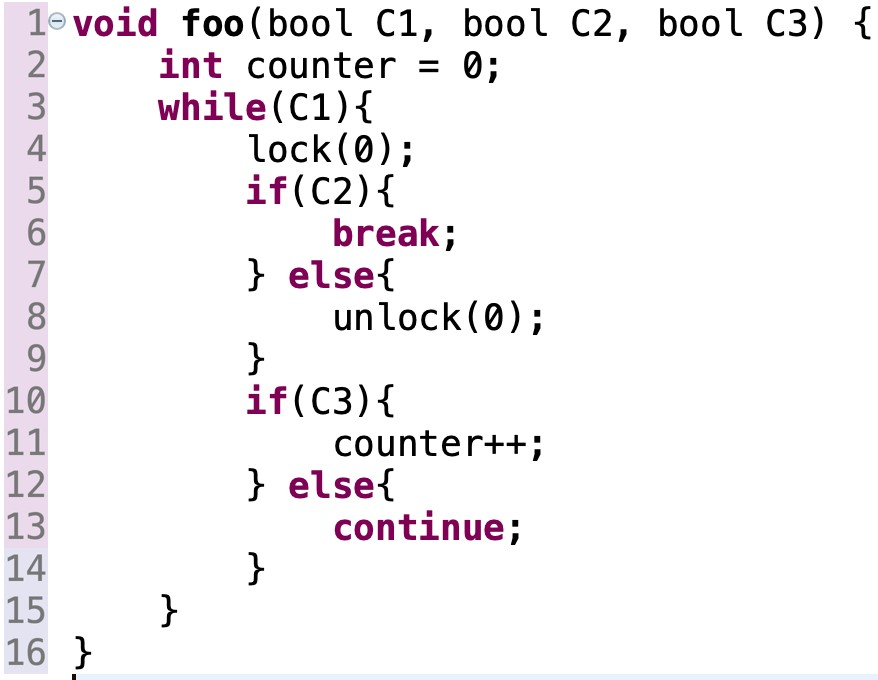 1 void foo(bool C1, bool C2, bool C3) {
2 int counter = 0;
3 while(C1){
4 lock(0);
5 if(C2){
6 break;
7 } else{
8 unlock(0);
9 }
10 if(C3){
11 counter++;
12 } else{
13 continue;
14 }
15 }
16 }